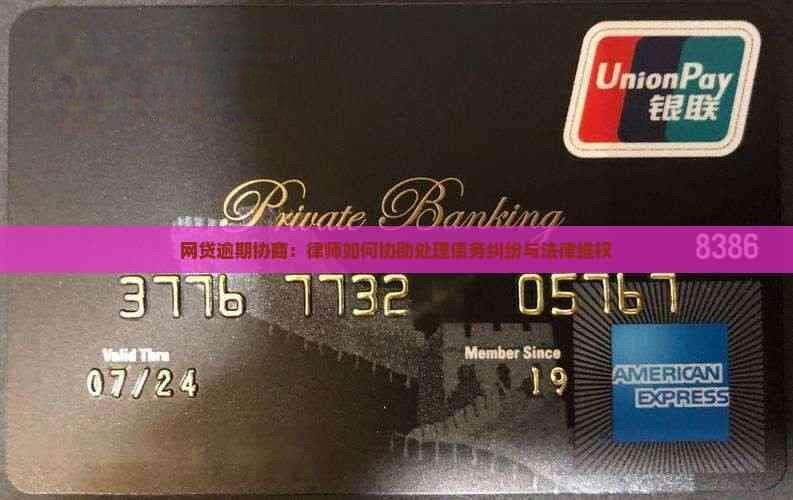 UnionPay
银联
Private Banking
网贷逾期协商：律师如何协助处理债务纠纷与法律维权
8386
3776 7732 05767
Valid Thru Member Since
07/24 19
AMERICAN
EXPRESS